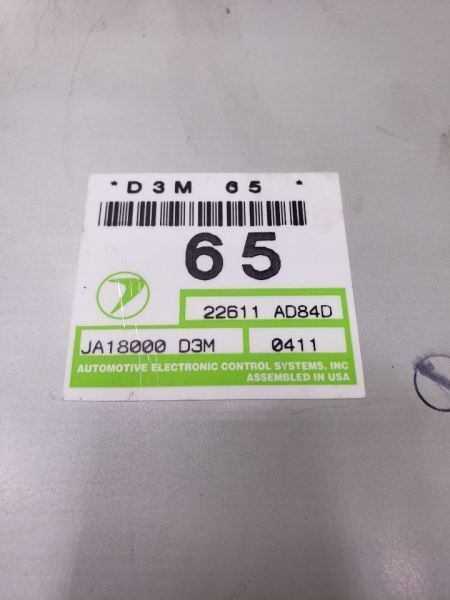 *D3M 65 *
65
22611 AD84D
JA18000 D3M 0411
AUTOMOTIVE ELECTRONIC CONTROL SYSTEMS. INC
ASSEMBLED IN USA